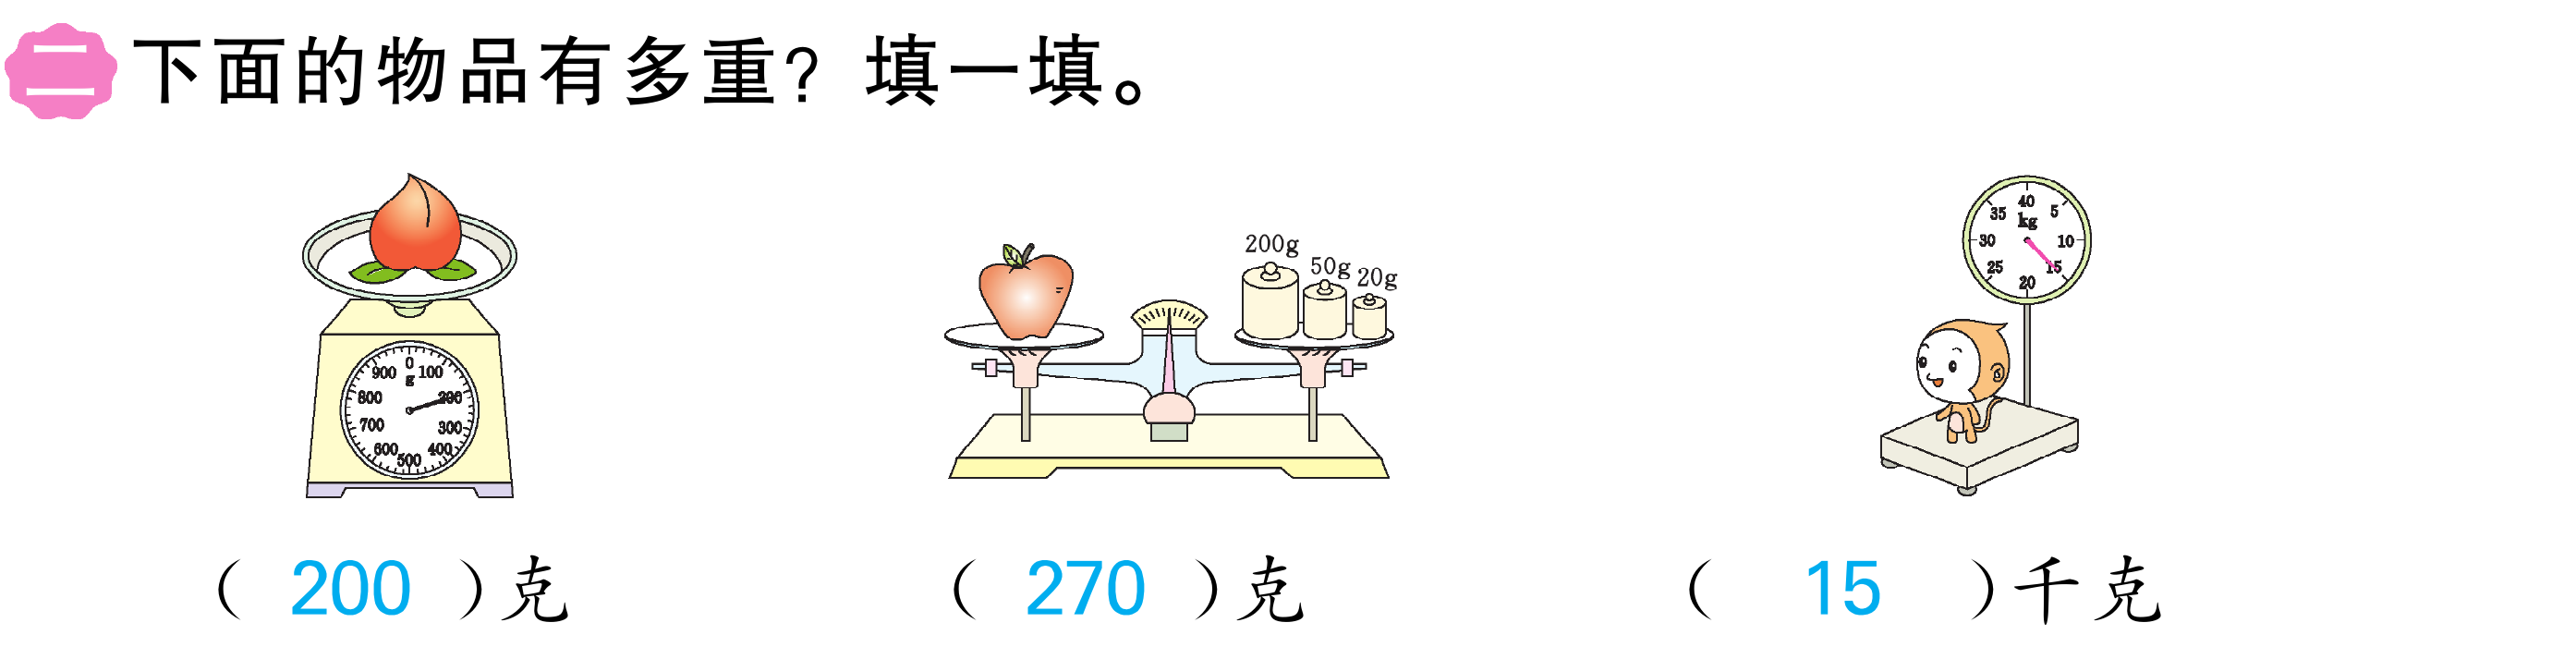 二 下面的物品有多重？填一填。
200g 50g 20g
0 g 100 200 300 400 500 600 700 800 900
40 kg 5 10 15 20 25 30 35
（ 200 ）克 （ 270 ）克 （ 15 ）千克